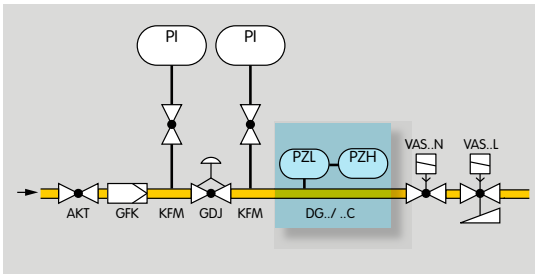 PI PI
PZL PZH VAS..N VAS..L
AKT GFK KFM GDJ KFM DG../ ..C